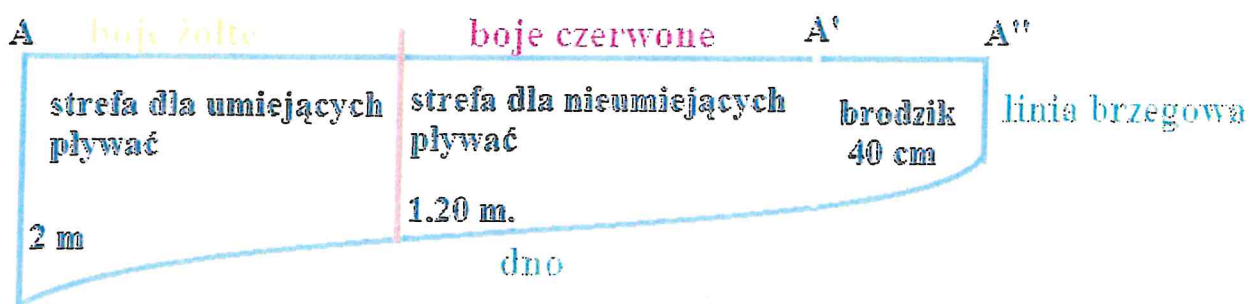 A boje żółte boje czerwone A' A"
strefa dla umiejących
pływać
strefa dla nieumiejących
pływać
brodzik
40 cm
linia brzegowa
1.20 m.
2 m
dno